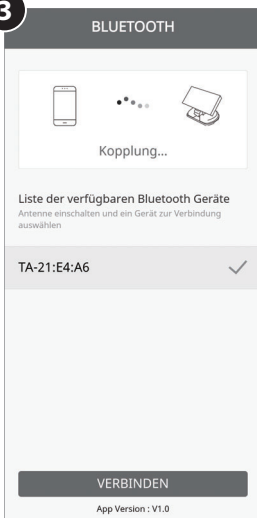 3
BLUETOOTH
Kopplung...
Liste der verfügbaren Bluetooth Geräte
Antenne einschalten und ein Gerät zur Verbindung
auswählen
TA-21:E4:A6
VERBINDEN
App Version : V1.0